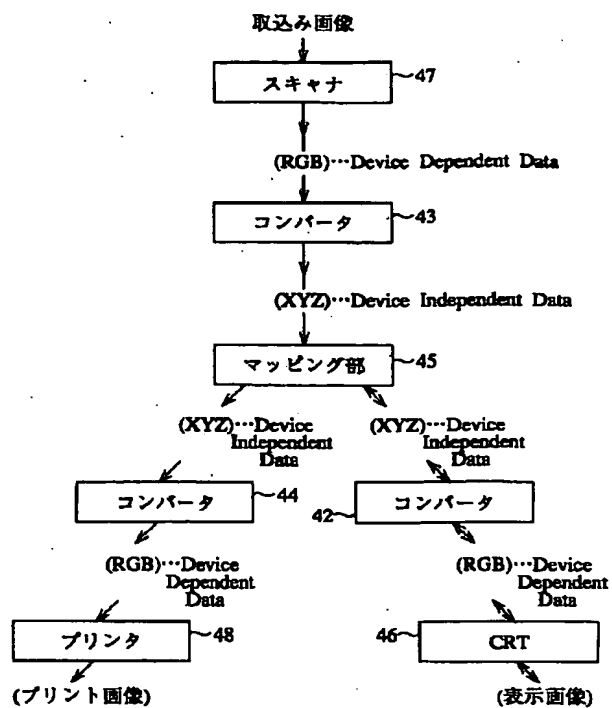 取込み画像
スキャナ
47
(RGB)…Device Dependent Data
コンバータ
43
(XYZ)…Device Independent Data
マッピング部
45
(XYZ)…Device
Independent
Data
(XYZ)…Device
Independent
Data
コンバータ
44
42
コンバータ
(RGB)…Device
Dependent
Data
(RGB)…Device
Dependent
Data
プリンタ
48
46
CRT
(プリント画像)
(表示画像)